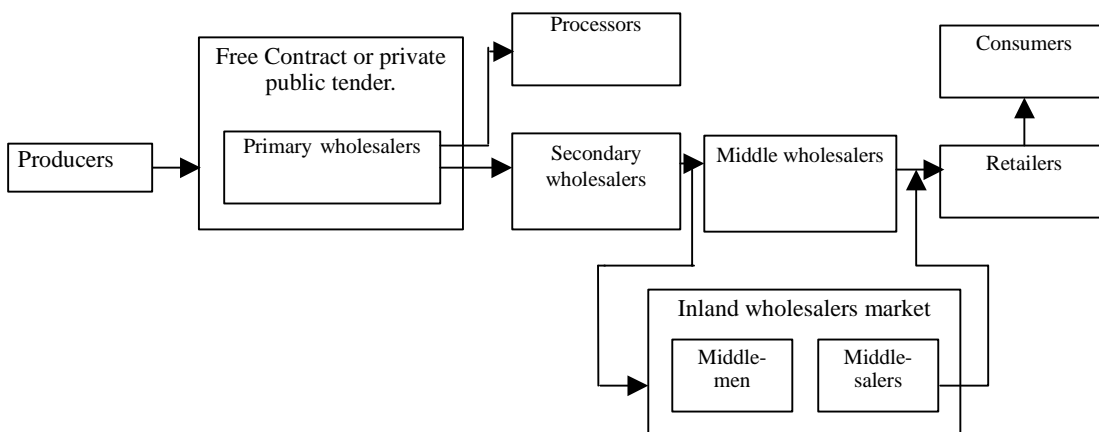 Processors
Free Contract or private
public tender.
Consumers
Producers
Primary wholesalers
Secondary
wholesalers
Middle wholesalers
Retailers
Inland wholesalers market
Middle-
men
Middle-
salers